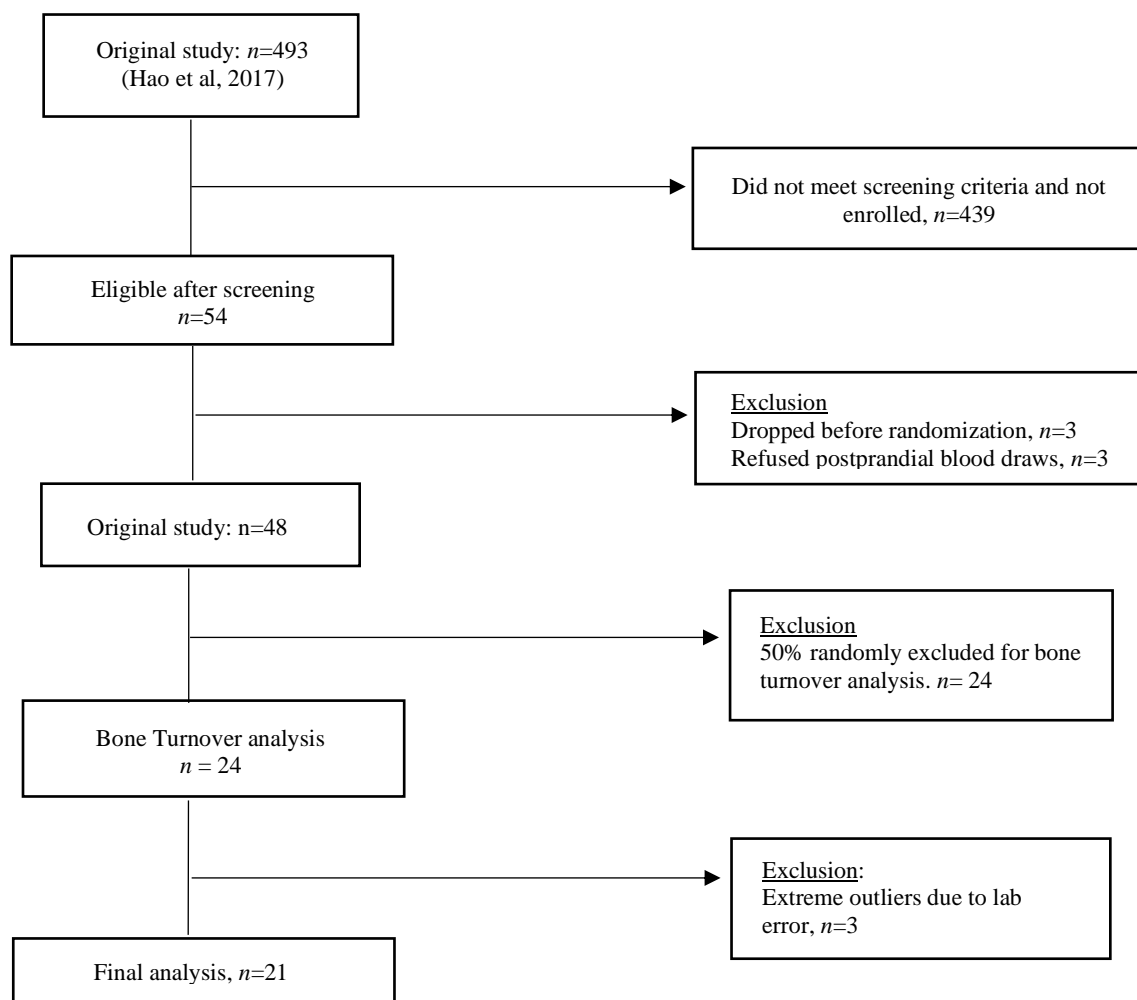 Original study: n=493
(Hao et al, 2017)
Did not meet screening criteria and not
enrolled, n=439
Eligible after screening
n=54
Exclusion
Dropped before randomization, n=3
Refused postprandial blood draws, n=3
Original study: n=48
Exclusion
50% randomly excluded for bone
turnover analysis. n= 24
Bone Turnover analysis
n = 24
Exclusion:
Extreme outliers due to lab
error, n=3
Final analysis, n=21